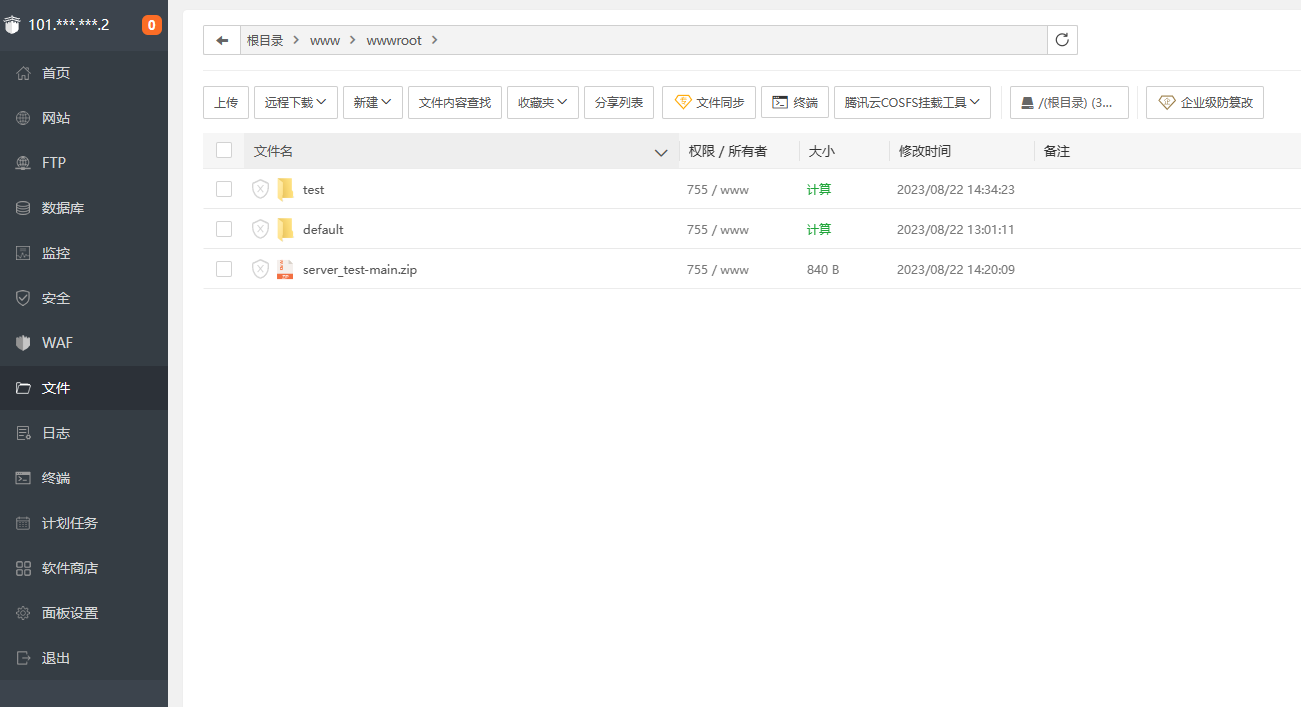 101.***.***.2 0
首页
网站
FTP
数据库
监控
安全
WAF
文件
日志
终端
计划任务
软件商店
面板设置
退出
根目录 > www > wwwroot >
上传 远程下载 新建 文件内容查找 收藏夹 分享列表 文件同步 终端 腾讯云COSFS挂载工具 /(根目录) (3... 企业级防篡改
文件名 权限 / 所有者 大小 修改时间 备注
test 755 / www 计算 2023/08/22 14:34:23
default 755 / www 计算 2023/08/22 13:01:11
server_test-main.zip 755 / www 840 B 2023/08/22 14:20:09